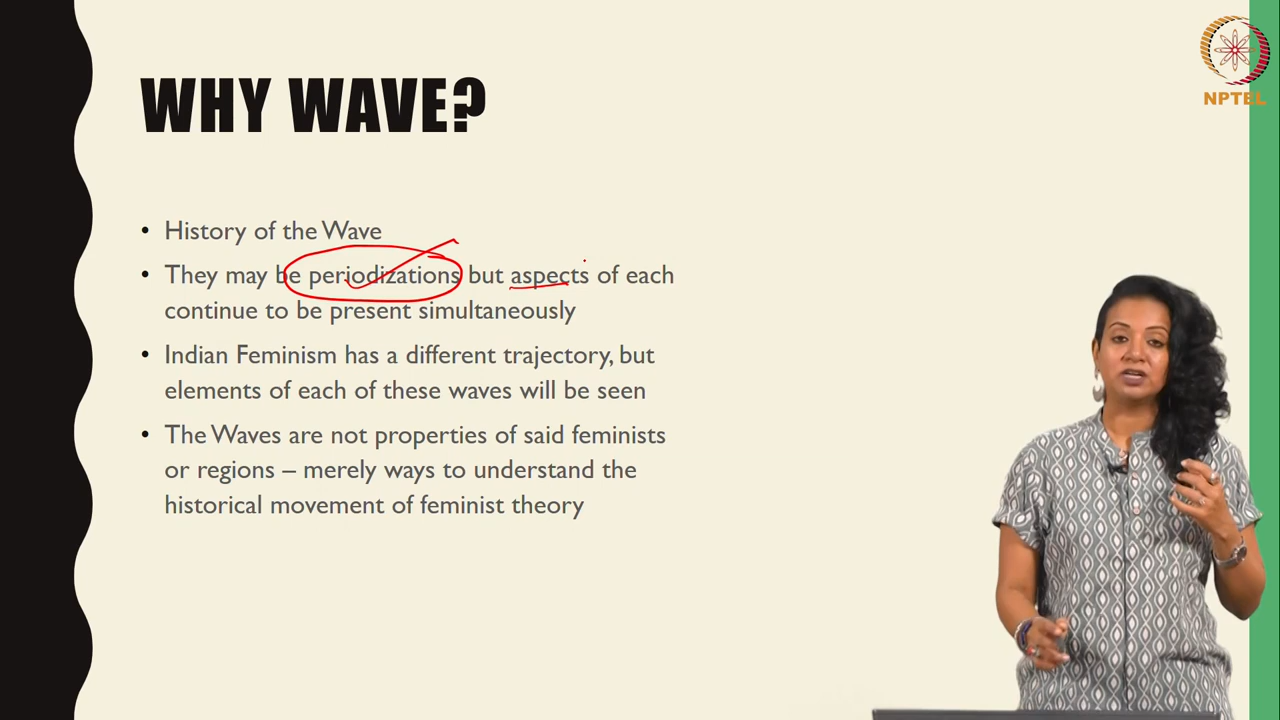 NPTEL
WHY WAVE?
• History of the Wave
• They may be periodizations but aspects of each
continue to be present simultaneously
• Indian Feminism has a different trajectory, but
elements of each of these waves will be seen
• The Waves are not properties of said feminists
or regions – merely ways to understand the
historical movement of feminist theory